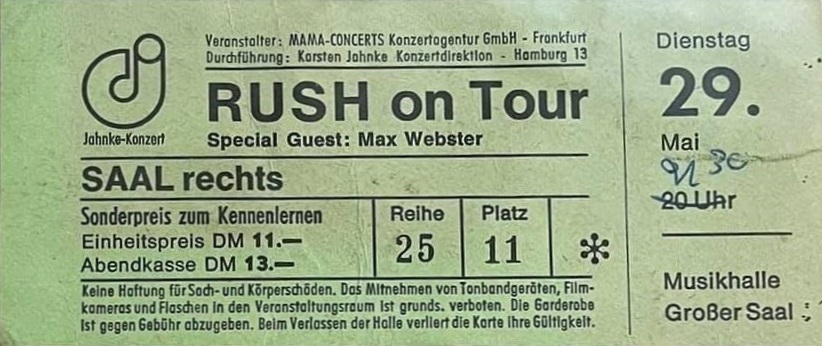 Veranstalter: MAMA-CONCERTS Konzertagentur GmbH - Frankfurt
Durchführung: Karsten Jahnke Konzertdirektion - Hamburg 13
Jahnke-Konzert
RUSH on Tour
Special Guest: Max Webster
SAAL rechts
Sonderpreis zum Kennenlernen
Einheitspreis DM 11.—
Abendkasse DM 13.—
Reihe
25
Platz
11
*
Keine Haftung für Sach- und Körperschäden. Das Mitnehmen von Tonbandgeräten, Film-
kameras und Flaschen in den Veranstaltungsraum ist grunds. verboten. Die Garderobe
ist gegen Gebühr abzugeben. Beim Verlassen der Halle verliert die Karte ihre Gültigkeit.
Dienstag
29.
Mai
30
20 Uhr
Musikhalle
Großer Saal